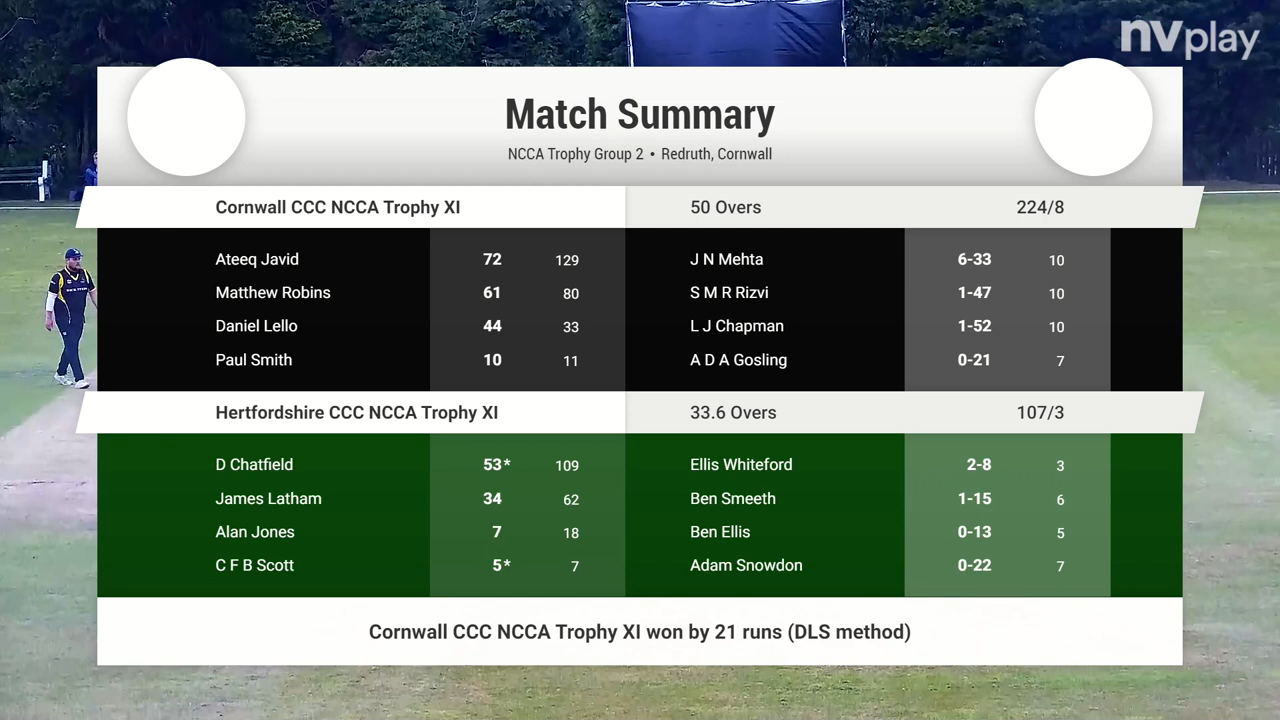 nvplay
Match Summary
NCCA Trophy Group 2 • Redruth, Cornwall
Cornwall CCC NCCA Trophy XI 50 Overs 224/8
Ateeq Javid 72 129 J N Mehta 6-33 10
Matthew Robins 61 80 S M R Rizvi 1-47 10
Daniel Lello 44 33 L J Chapman 1-52 10
Paul Smith 10 11 A D A Gosling 0-21 7
Hertfordshire CCC NCCA Trophy XI 33.6 Overs 107/3
D Chatfield 53* 109 Ellis Whiteford 2-8 3
James Latham 34 62 Ben Smeeth 1-15 6
Alan Jones 7 18 Ben Ellis 0-13 5
C F B Scott 5* 7 Adam Snowdon 0-22 7
Cornwall CCC NCCA Trophy XI won by 21 runs (DLS method)